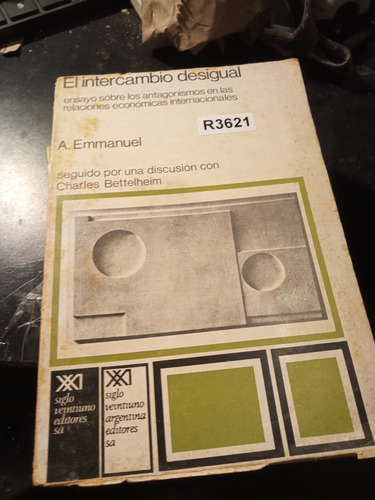 El intercambio desigual
ensayo sobre los antagonismos en las
relaciones económicas internacionales
R3621
A. Emmanuel
seguido por una discusión con
Charles Bettelheim
siglo
veintiuno
editores
sa
siglo
veintiuno
argentina
editores
sa